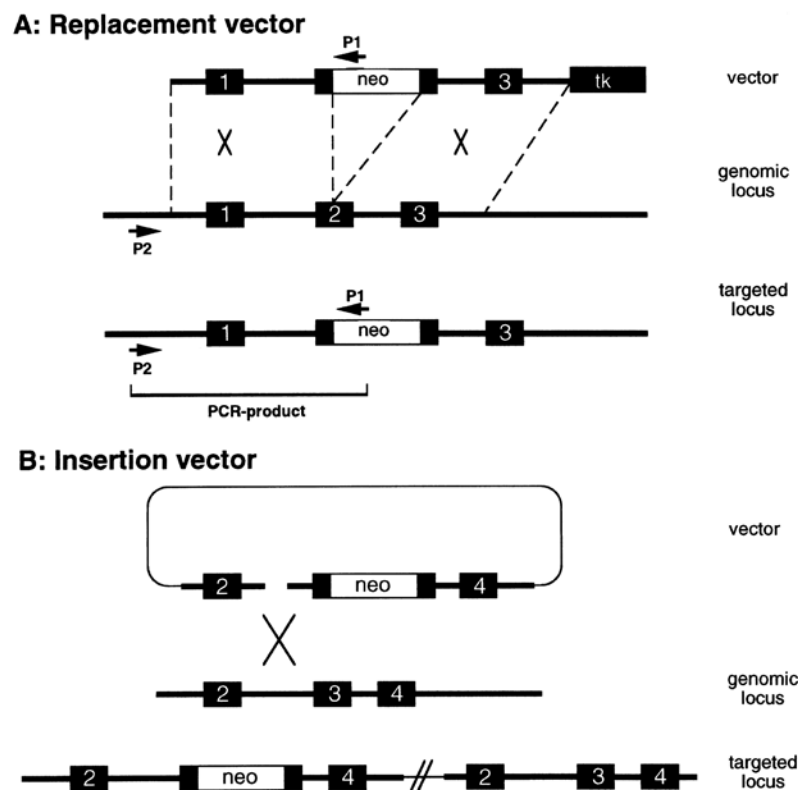 A: Replacement vector
P1
1 neo 3 tk vector
genomic
locus
1 2 3
P2
targeted
locus
P1
1 neo 3
P2
PCR-product
B: Insertion vector
vector
2 neo 4
genomic
locus
2 3 4
targeted
locus
2 neo 4 2 3 4